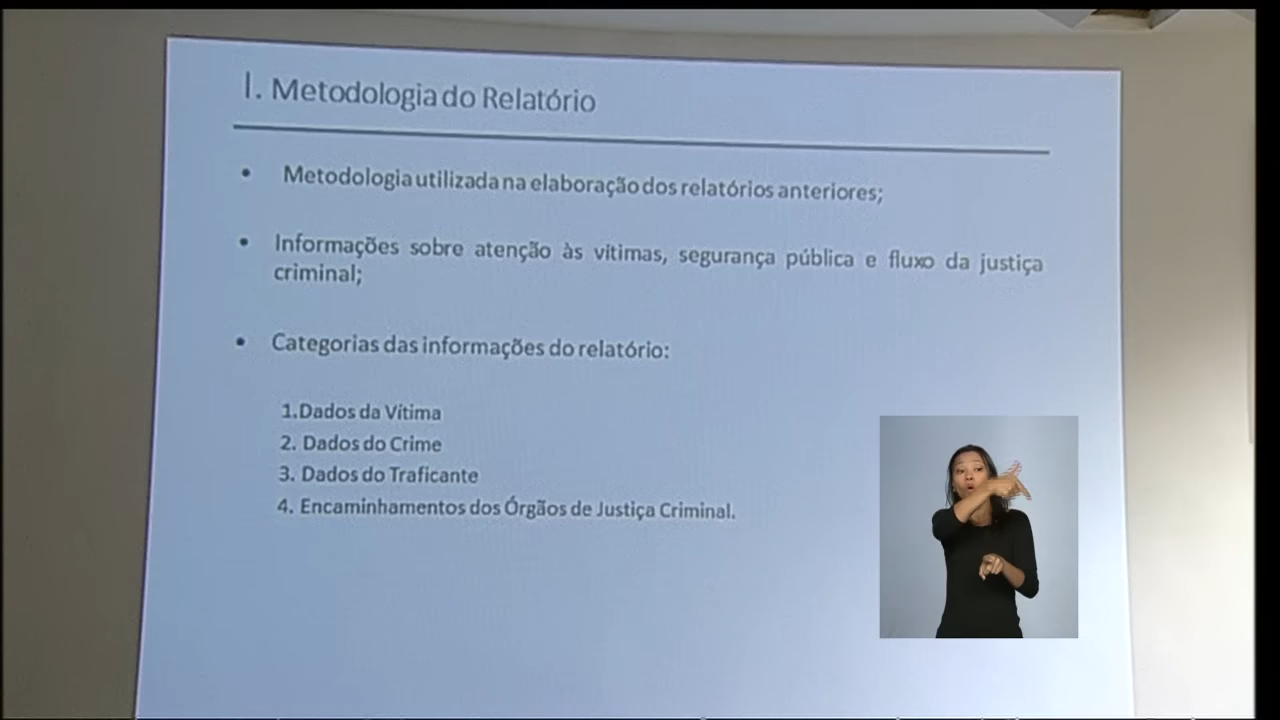 I. Metodologia do Relatório
• Metodologia utilizada na elaboração dos relatórios anteriores;
• Informações sobre atenção às vítimas, segurança pública e fluxo da justiça
criminal;
• Categorias das informações do relatório:
1.Dados da Vítima
2. Dados do Crime
3. Dados do Traficante
4. Encaminhamentos dos Órgãos de Justiça Criminal.